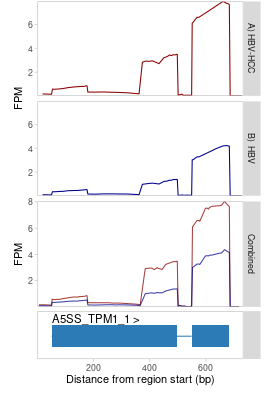 6
4
2
FPM
A) HBV-HCC
6
4
2
B) HBV
8
6
4
2
FPM
Combined
A5SS_TPM1_1 >
200 400 600
Distance from region start (bp)